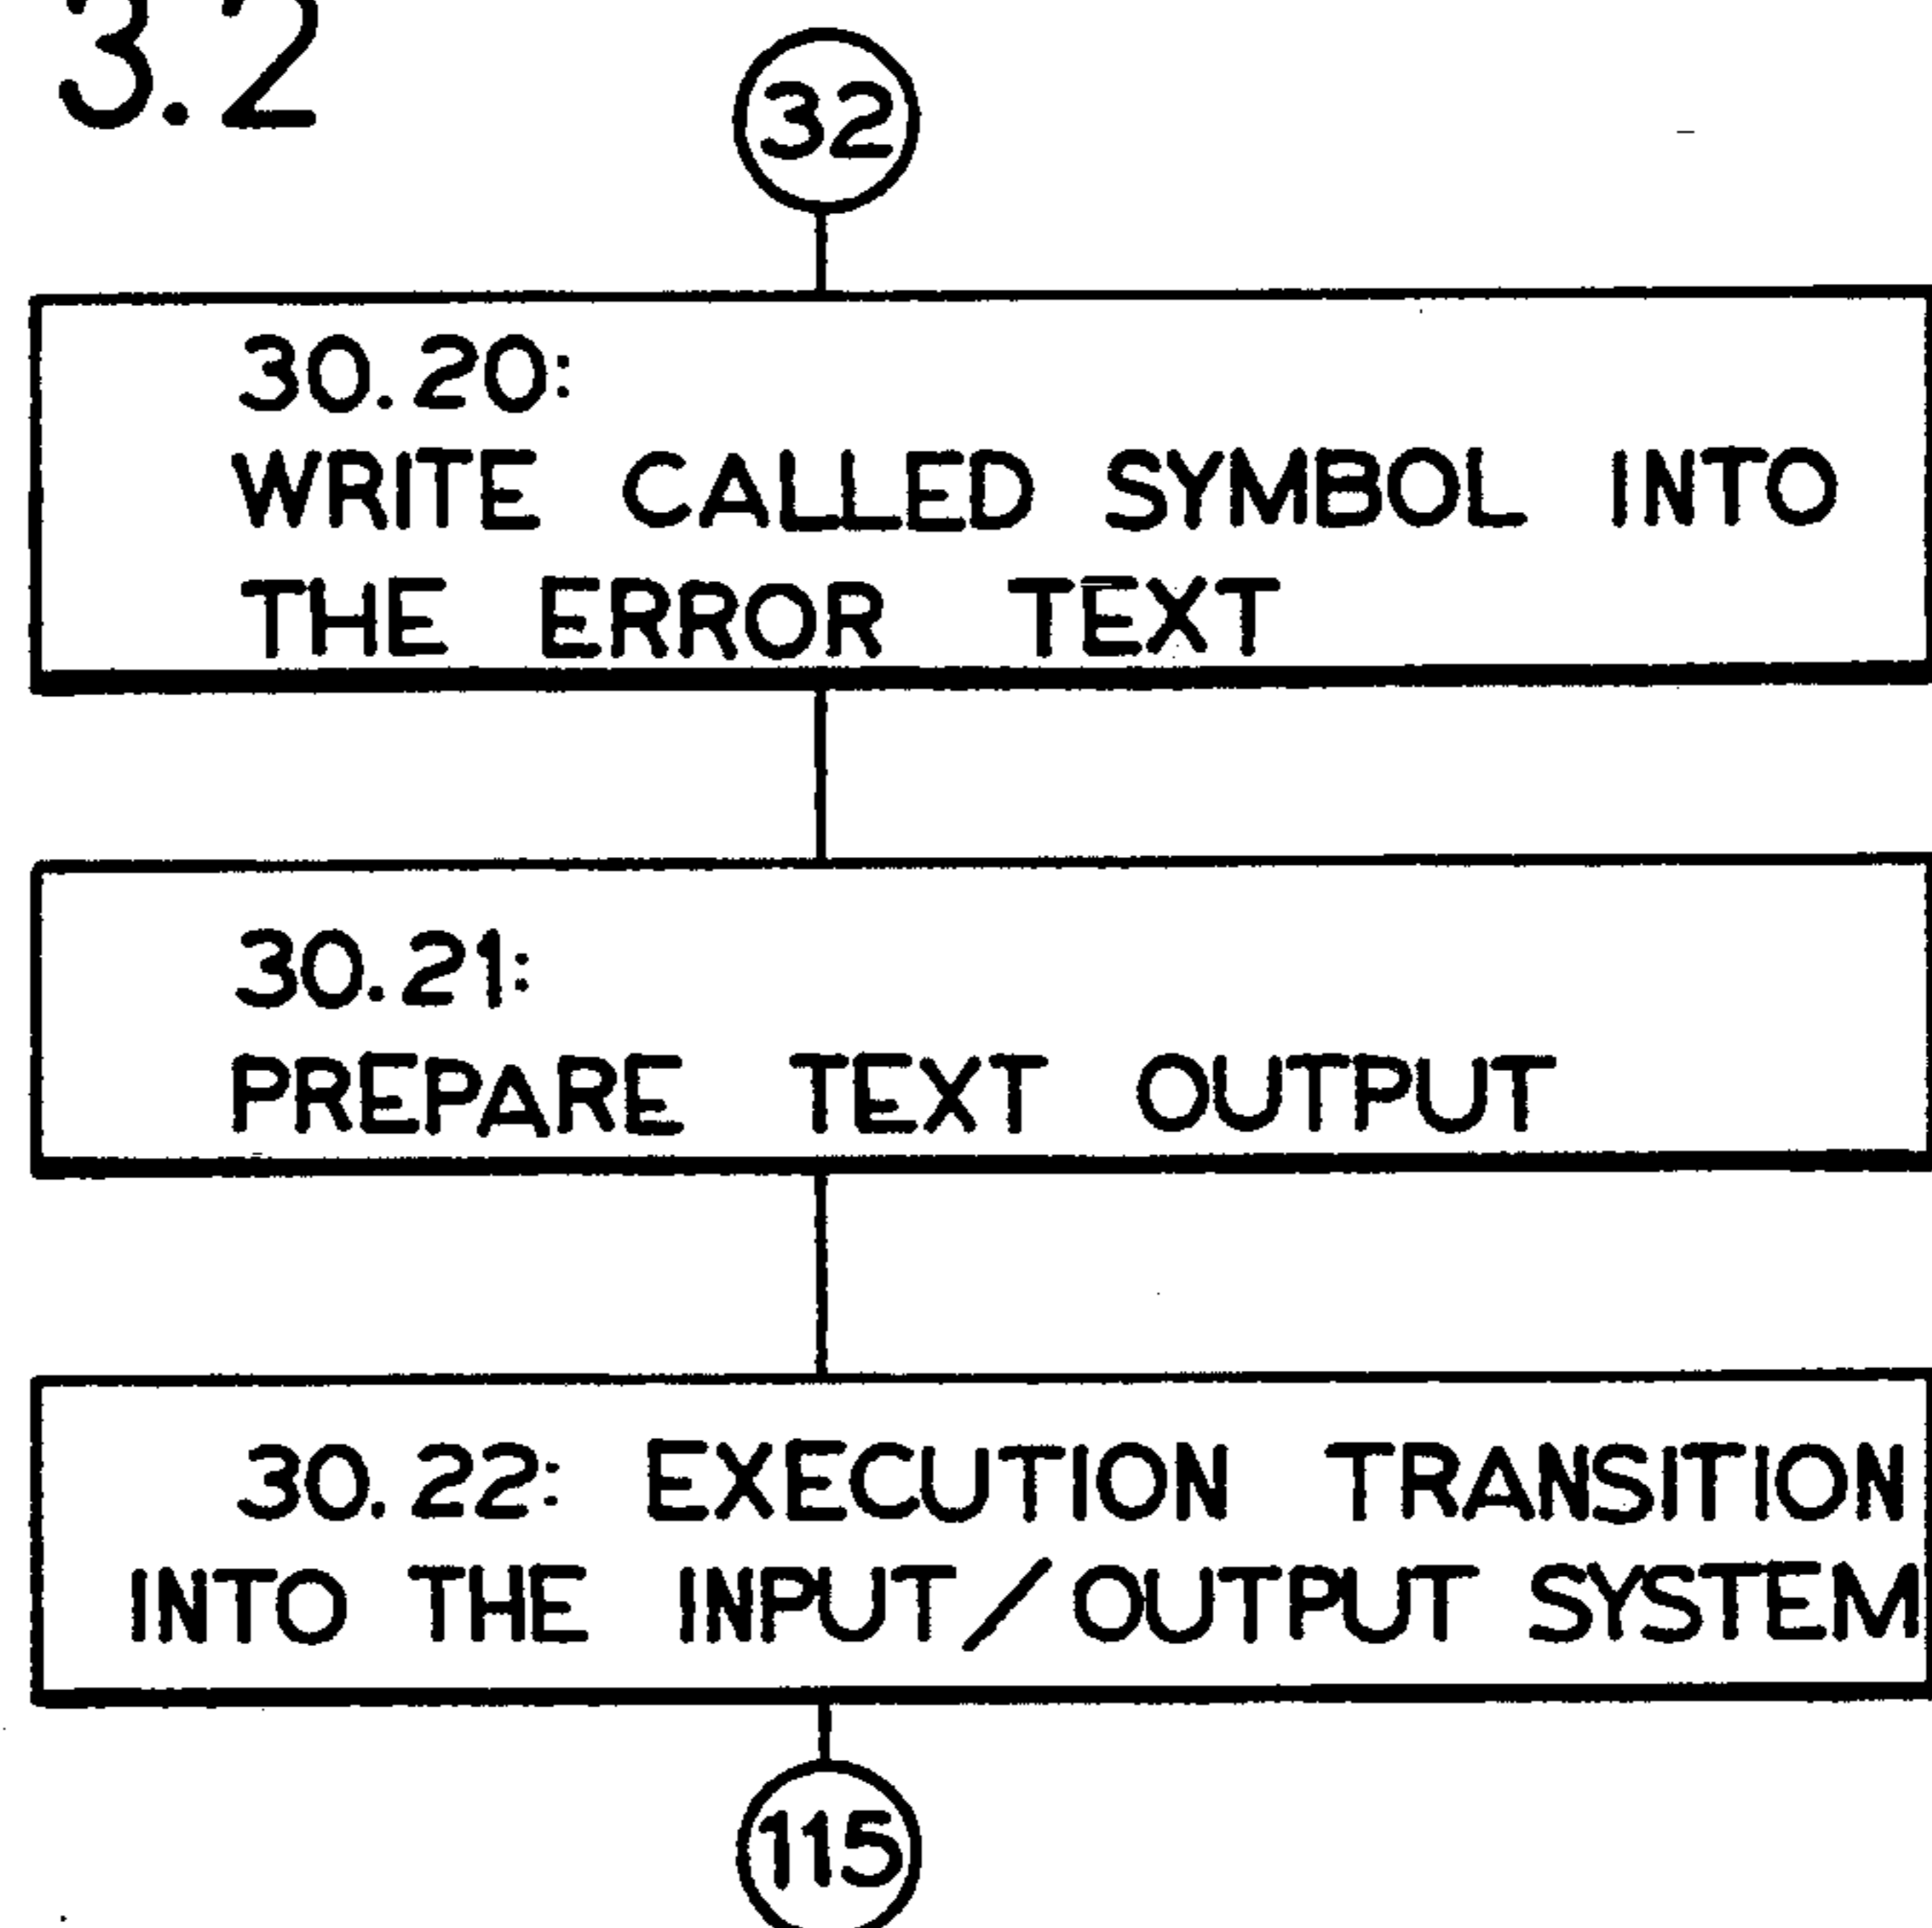 3.2
32
30.20:
WRITE CALLED SYMBOL INTO
THE ERROR TEXT
30.21:
PREPARE TEXT OUTPUT
30.22: EXECUTION TRANSITION
INTO THE INPUT/OUTPUT SYSTEM
115